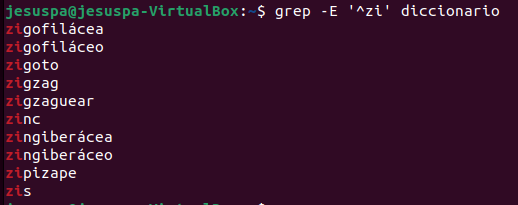 jesuspa@jesuspa-VirtualBox:~$ grep -E '^zi' diccionario
zigofilácea
zigofiláceo
zigoto
zigzag
zigzaguear
zinc
zingiberácea
zingiberáceo
zipizape
zis